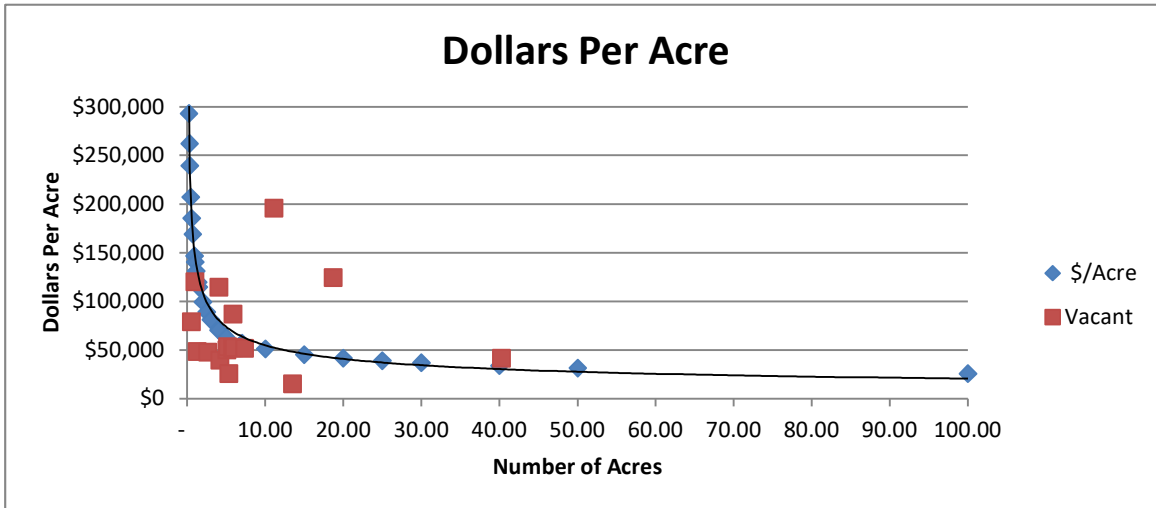 Dollars Per Acre
Dollars Per Acre
$300,000
$250,000
$200,000
$150,000
$100,000
$50,000
$0
- 10.00 20.00 30.00 40.00 50.00 60.00 70.00 80.00 90.00 100.00
Number of Acres
$/Acre
Vacant